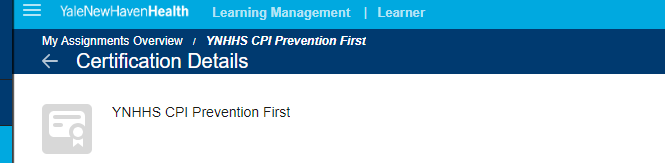 YaleNewHavenHealth Learning Management | Learner
My Assignments Overview / YNHHS CPI Prevention First
← Certification Details
YNHHS CPI Prevention First